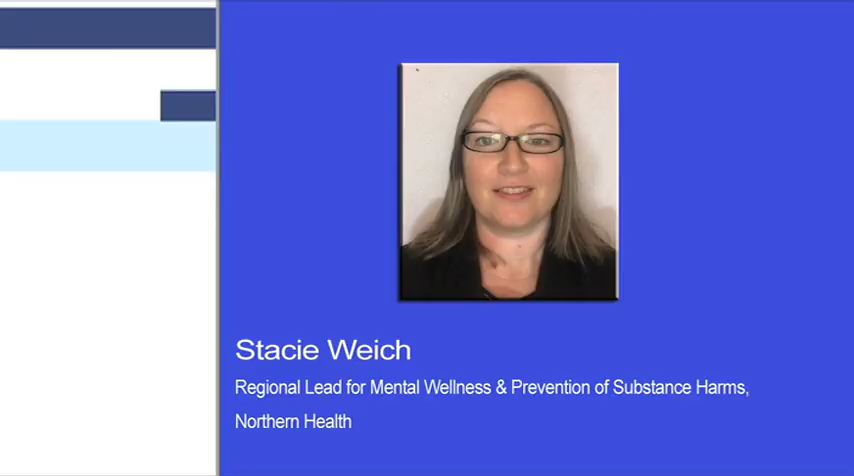 Stacie Weich
Regional Lead for Mental Wellness & Prevention of Substance Harms,
Northern Health